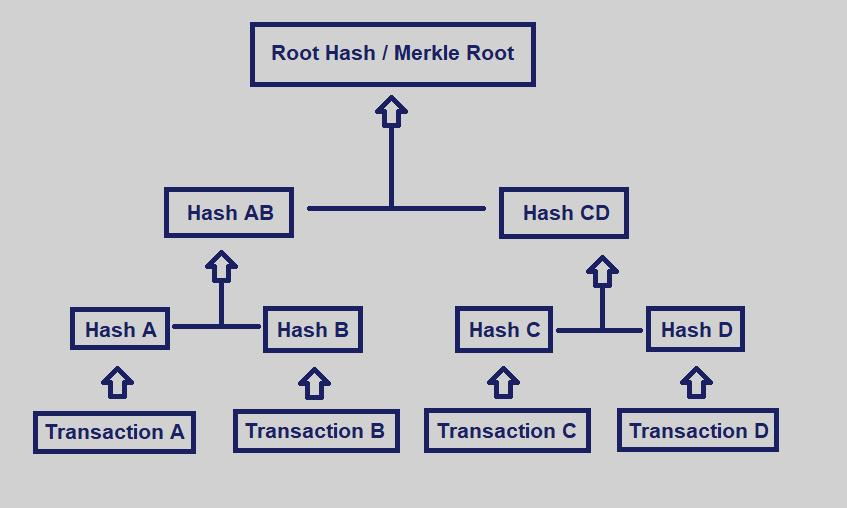 Root Hash / Merkle Root
Hash AB
Hash CD
Hash A
Hash B
Hash C
Hash D
Transaction A
Transaction B
Transaction C
Transaction D